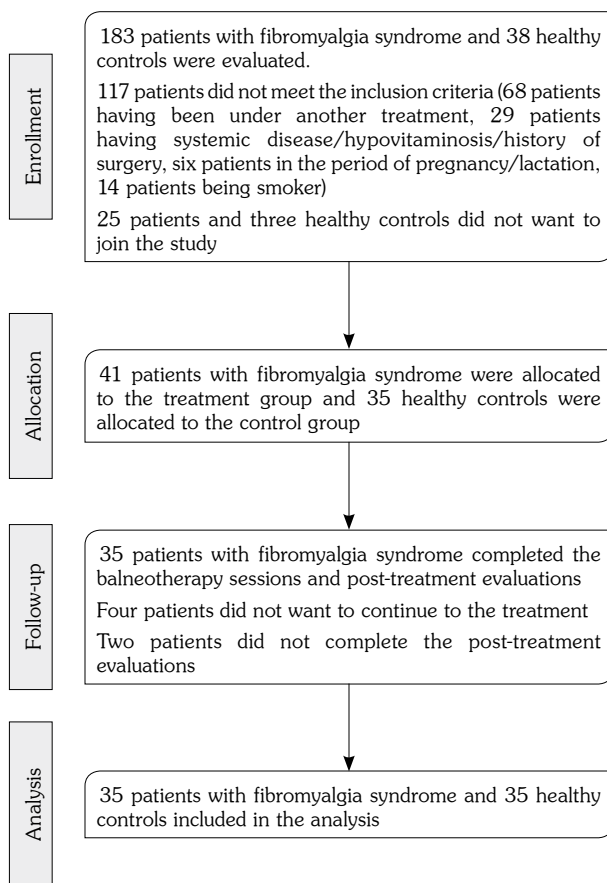 Enrollment
183 patients with fibromyalgia syndrome and 38 healthy
controls were evaluated.
117 patients did not meet the inclusion criteria (68 patients
having been under another treatment, 29 patients
having systemic disease/hypovitaminosis/history of
surgery, six patients in the period of pregnancy/lactation,
14 patients being smoker)
25 patients and three healthy controls did not want to
join the study
Allocation
41 patients with fibromyalgia syndrome were allocated
to the treatment group and 35 healthy controls were
allocated to the control group
Follow-up
35 patients with fibromyalgia syndrome completed the
balneotherapy sessions and post-treatment evaluations
Four patients did not want to continue to the treatment
Two patients did not complete the post-treatment
evaluations
Analysis
35 patients with fibromyalgia syndrome and 35 healthy
controls included in the analysis